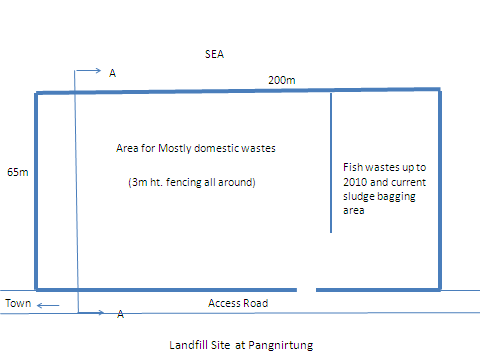 SEA
A
200m
Area for Mostly domestic wastes
(3m ht. fencing all around)
65m
Fish wastes up to
2010 and current
sludge bagging
area
Town
Access Road
A
Landfill Site at Pangnirtung